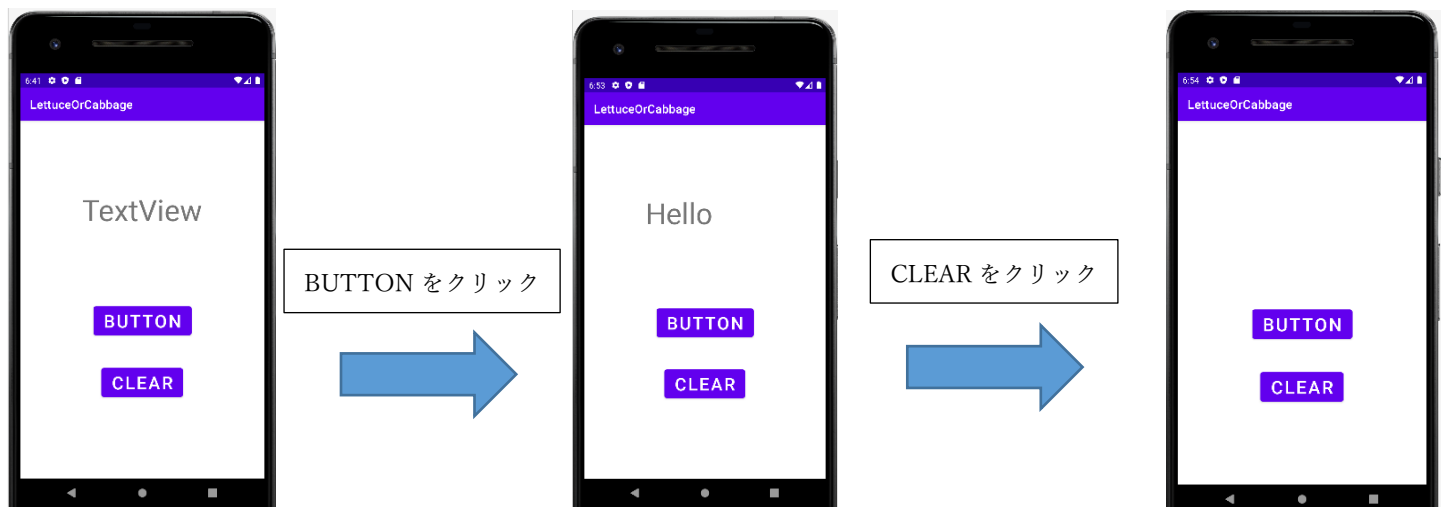 6:41
LettuceOrCabbage
TextView
BUTTON
CLEAR
BUTTON をクリック
6:53
LettuceOrCabbage
Hello
BUTTON
CLEAR
CLEAR をクリック
6:54
LettuceOrCabbage
BUTTON
CLEAR